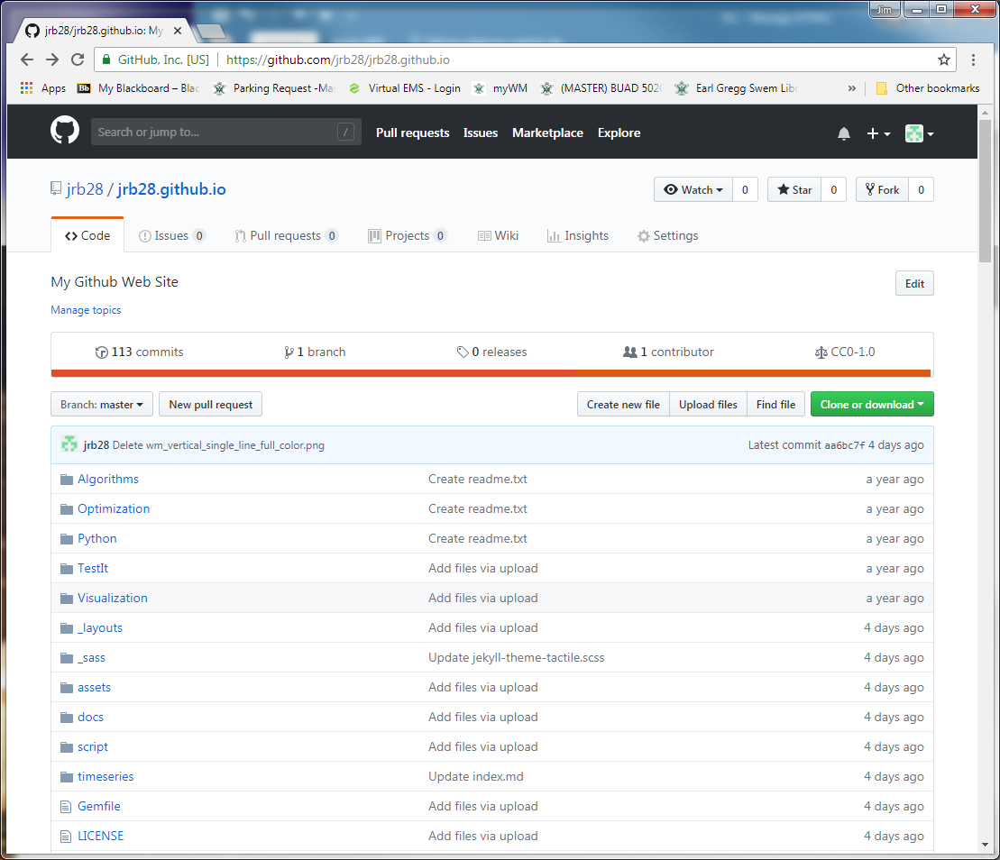 Jim
jrb28/jrb28.github.io: My
GitHub, Inc. [US] https://github.com/jrb28/jrb28.github.io
Apps Bb My Blackboard – Blac Parking Request -Ma Virtual EMS - Login myWM (MASTER) BUAD 502 Earl Gregg Swem Libr » Other bookmarks
Search or jump to... / Pull requests Issues Marketplace Explore
jrb28 / jrb28.github.io Watch 0 Star 0 Fork 0
Code Issues 0 Pull requests 0 Projects 0 Wiki Insights Settings
My Github Web Site Edit
Manage topics
113 commits 1 branch 0 releases 1 contributor CC0-1.0
Branch: master New pull request Create new file Upload files Find file Clone or download
jrb28 Delete wm_vertical_single_line_full_color.png Latest commit aa6bc7f 4 days ago
Algorithms Create readme.txt a year ago
Optimization Create readme.txt a year ago
Python Create readme.txt a year ago
TestIt Add files via upload a year ago
Visualization Add files via upload a year ago
_layouts Add files via upload 4 days ago
_sass Update jekyll-theme-tactile.scss 4 days ago
assets Add files via upload 4 days ago
docs Add files via upload 4 days ago
script Add files via upload 4 days ago
timeseries Update index.md 4 days ago
Gemfile Add files via upload 4 days ago
LICENSE Add files via upload 4 days ago